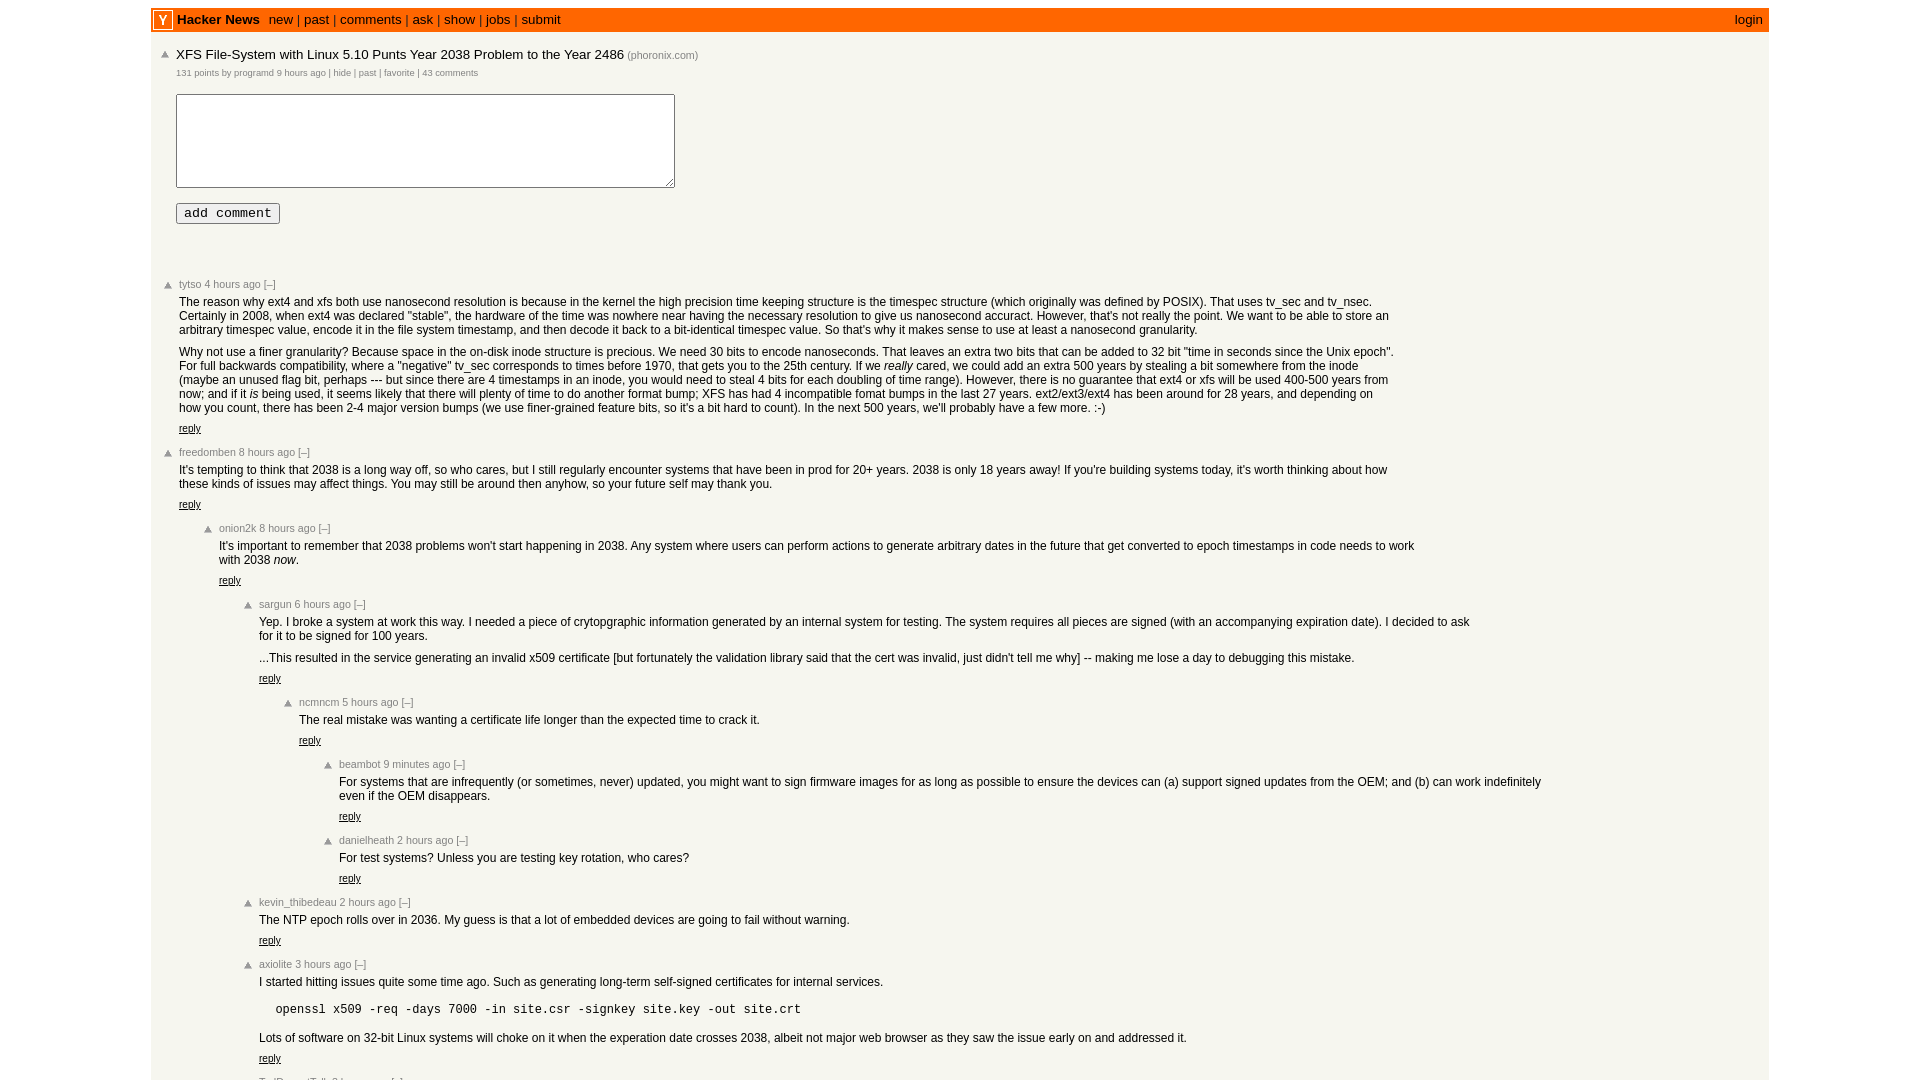 Y Hacker News new | past | comments | ask | show | jobs | submit login
XFS File-System with Linux 5.10 Punts Year 2038 Problem to the Year 2486 (phoronix.com)
131 points by programd 9 hours ago | hide | past | favorite | 43 comments
add comment
tytso 4 hours ago [–]
The reason why ext4 and xfs both use nanosecond resolution is because in the kernel the high precision time keeping structure is the timespec structure (which originally was defined by POSIX). That uses tv_sec and tv_nsec.
Certainly in 2008, when ext4 was declared "stable", the hardware of the time was nowhere near having the necessary resolution to give us nanosecond accuract. However, that's not really the point. We want to be able to store an
arbitrary timespec value, encode it in the file system timestamp, and then decode it back to a bit-identical timespec value. So that's why it makes sense to use at least a nanosecond granularity.
Why not use a finer granularity? Because space in the on-disk inode structure is precious. We need 30 bits to encode nanoseconds. That leaves an extra two bits that can be added to 32 bit "time in seconds since the Unix epoch".
For full backwards compatibility, where a "negative" tv_sec corresponds to times before 1970, that gets you to the 25th century. If we really cared, we could add an extra 500 years by stealing a bit somewhere from the inode
(maybe an unused flag bit, perhaps --- but since there are 4 timestamps in an inode, you would need to steal 4 bits for each doubling of time range). However, there is no guarantee that ext4 or xfs will be used 400-500 years from
now; and if it is being used, it seems likely that there will plenty of time to do another format bump; XFS has had 4 incompatible fomat bumps in the last 27 years. ext2/ext3/ext4 has been around for 28 years, and depending on
how you count, there has been 2-4 major version bumps (we use finer-grained feature bits, so it's a bit hard to count). In the next 500 years, we'll probably have a few more. :-)
reply
freedomben 8 hours ago [–]
It's tempting to think that 2038 is a long way off, so who cares, but I still regularly encounter systems that have been in prod for 20+ years. 2038 is only 18 years away! If you're building systems today, it's worth thinking about how
these kinds of issues may affect things. You may still be around then anyhow, so your future self may thank you.
reply
onion2k 8 hours ago [–]
It's important to remember that 2038 problems won't start happening in 2038. Any system where users can perform actions to generate arbitrary dates in the future that get converted to epoch timestamps in code needs to work
with 2038 now.
reply
sargun 6 hours ago [–]
Yep. I broke a system at work this way. I needed a piece of crytopgraphic information generated by an internal system for testing. The system requires all pieces are signed (with an accompanying expiration date). I decided to ask
for it to be signed for 100 years.
...This resulted in the service generating an invalid x509 certificate [but fortunately the validation library said that the cert was invalid, just didn't tell me why] -- making me lose a day to debugging this mistake.
reply
ncmncm 5 hours ago [–]
The real mistake was wanting a certificate life longer than the expected time to crack it.
reply
beambot 9 minutes ago [–]
For systems that are infrequently (or sometimes, never) updated, you might want to sign firmware images for as long as possible to ensure the devices can (a) support signed updates from the OEM; and (b) can work indefinitely
even if the OEM disappears.
reply
danielheath 2 hours ago [–]
For test systems? Unless you are testing key rotation, who cares?
reply
kevin_thibedeau 2 hours ago [–]
The NTP epoch rolls over in 2036. My guess is that a lot of embedded devices are going to fail without warning.
reply
axiolite 3 hours ago [–]
I started hitting issues quite some time ago. Such as generating long-term self-signed certificates for internal services.
openssl x509 -req -days 7000 -in site.csr -signkey site.key -out site.crt
Lots of software on 32-bit Linux systems will choke on it when the experation date crosses 2038, albeit not major web browser as they saw the issue early on and addressed it.
reply